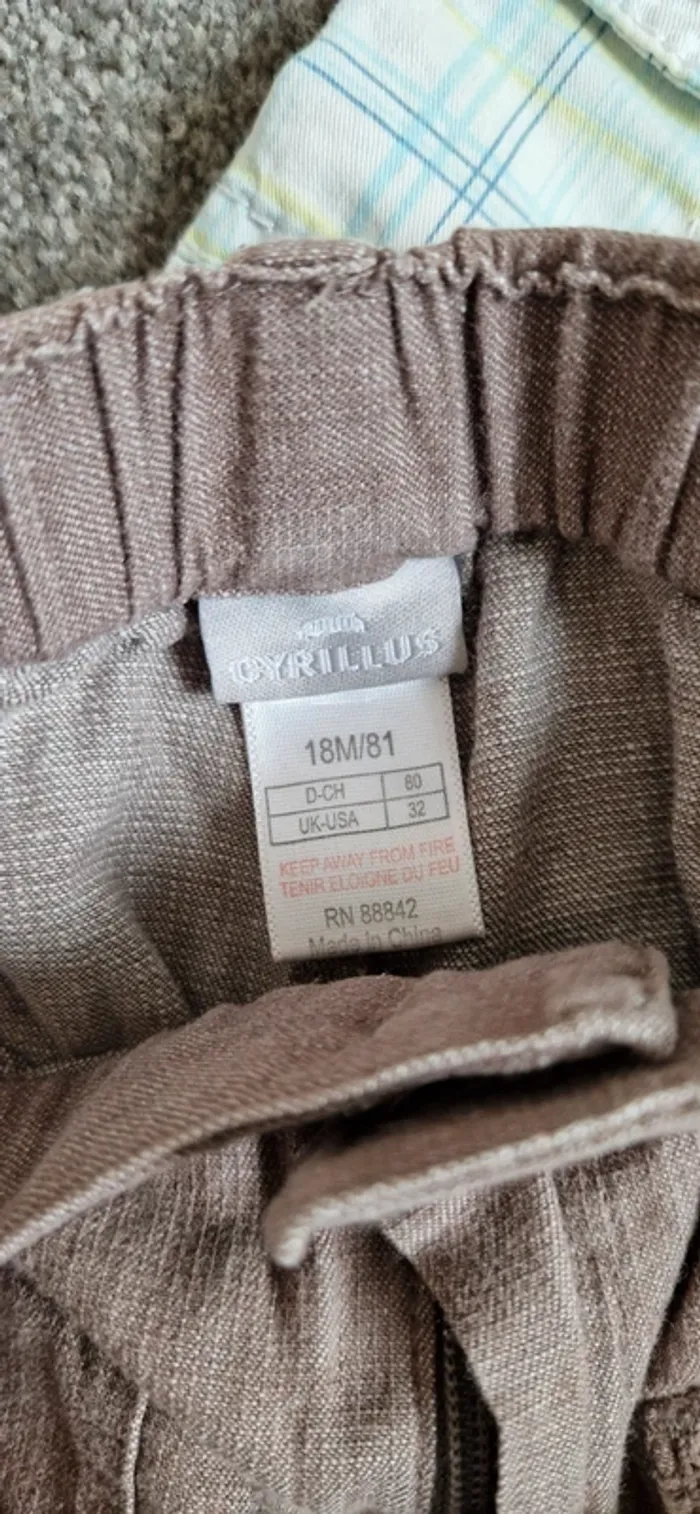 CYRILLUS
18M/81
D-CH 80
UK-USA 32
KEEP AWAY FROM FIRE
TENIR ELOIGNE DU FEU
RN 88842
Made in China